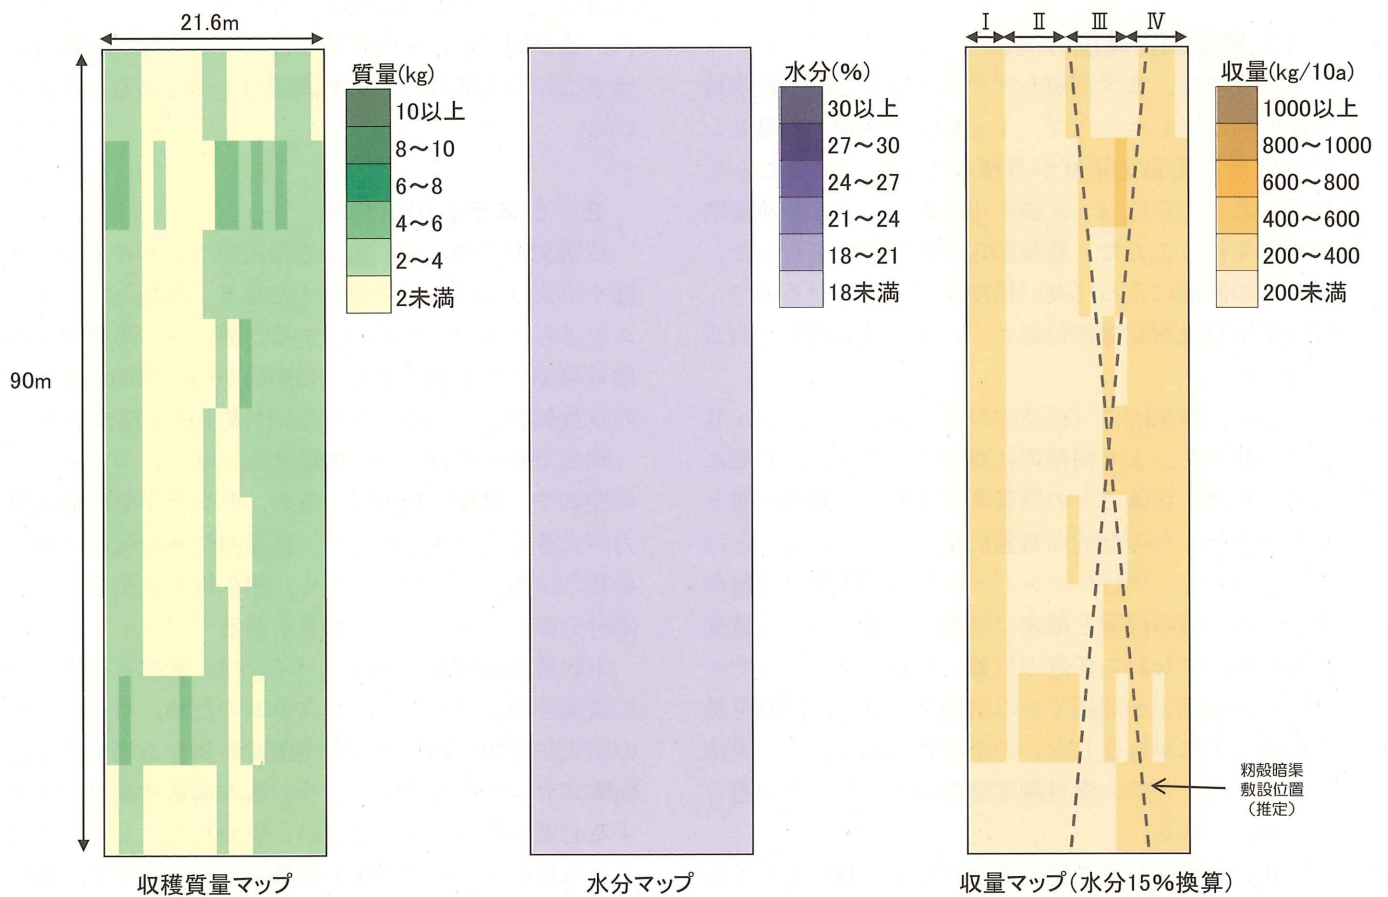 21.6m
90m
質量(kg)
10以上
8～10
6～8
4～6
2～4
2未満
収穫質量マップ
水分(%)
30以上
27～30
24～27
21～24
18～21
18未満
水分マップ
Ⅰ Ⅱ Ⅲ Ⅳ
収量(kg/10a)
1000以上
800～1000
600～800
400～600
200～400
200未満
籾殻暗渠
敷設位置
(推定)
収量マップ(水分15%換算)